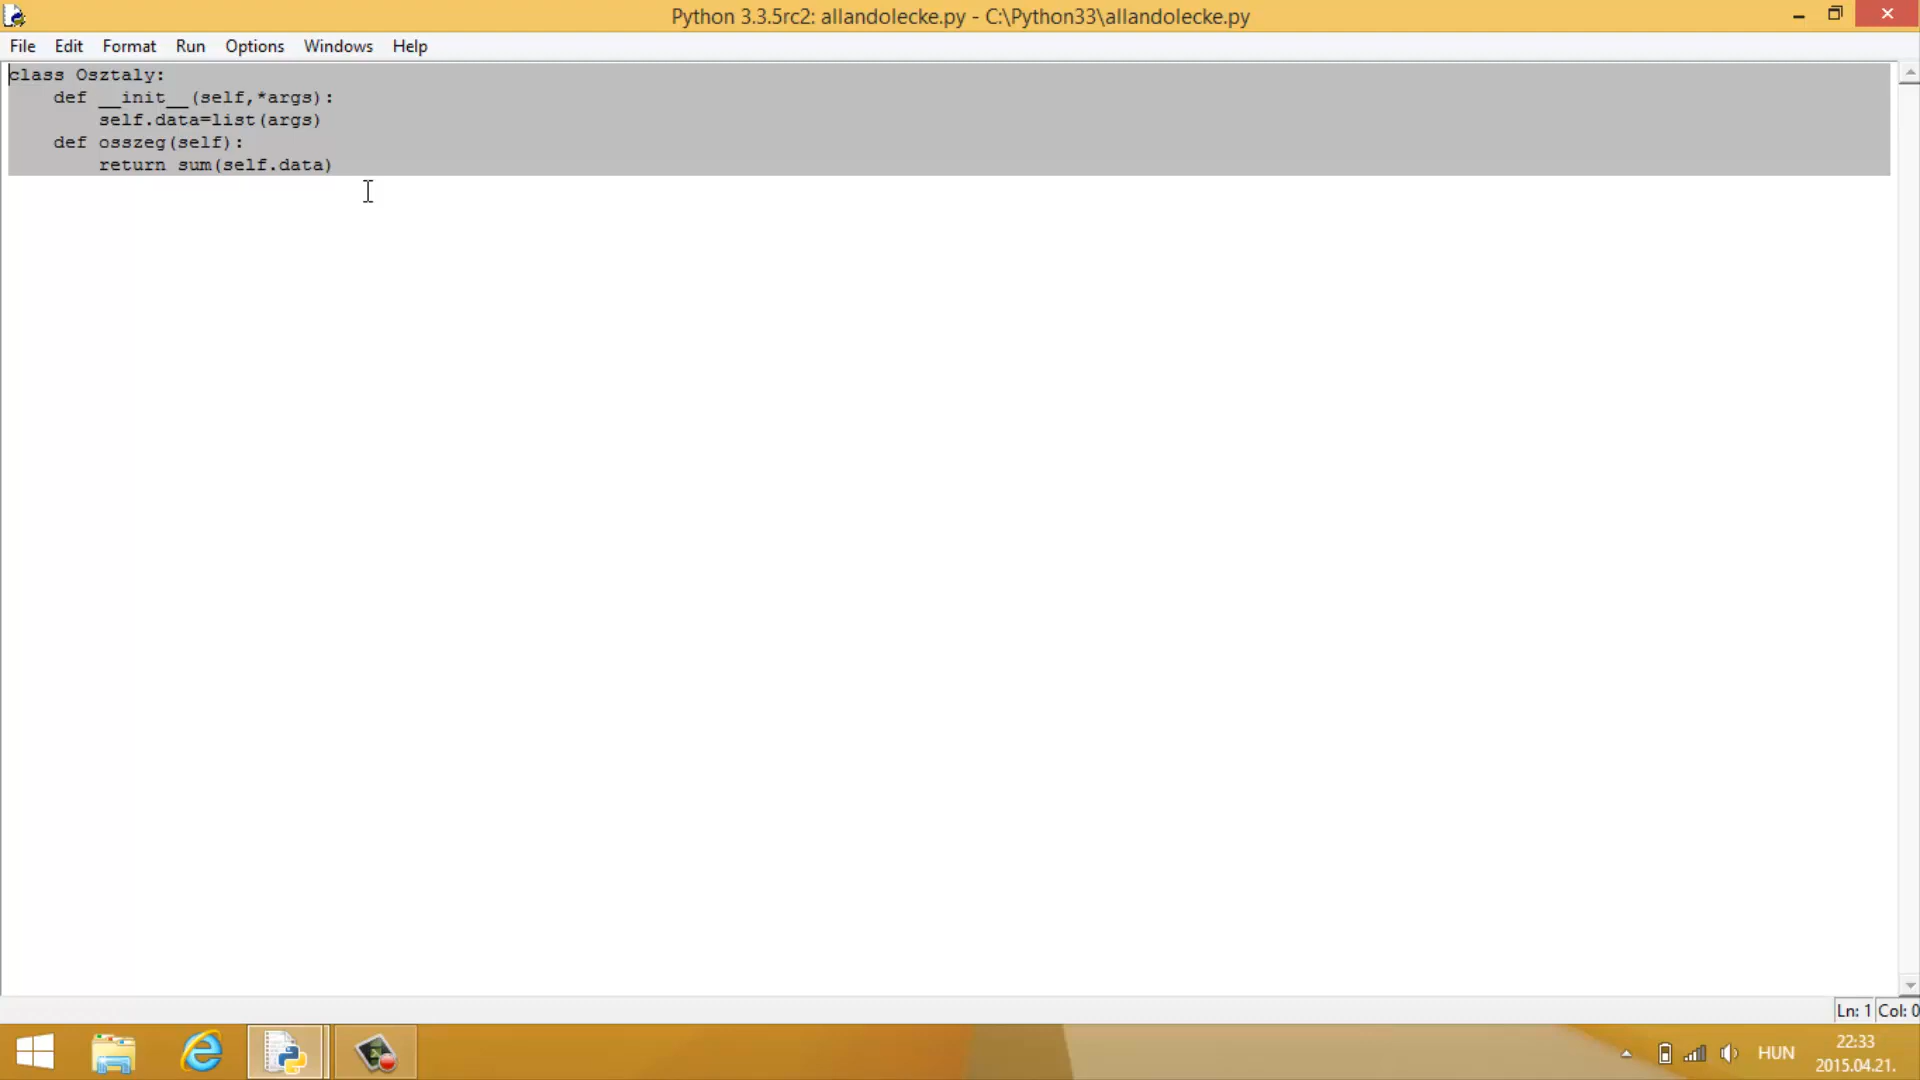 Python 3.3.5rc2: allandolecke.py - C:\Python33\allandolecke.py
File Edit Format Run Options Windows Help
class Osztaly:
    def __init__(self,*args):
        self.data=list(args)
    def osszeg(self):
        return sum(self.data)
Ln: 1 Col: 0
HUN
22:33
2015.04.21.